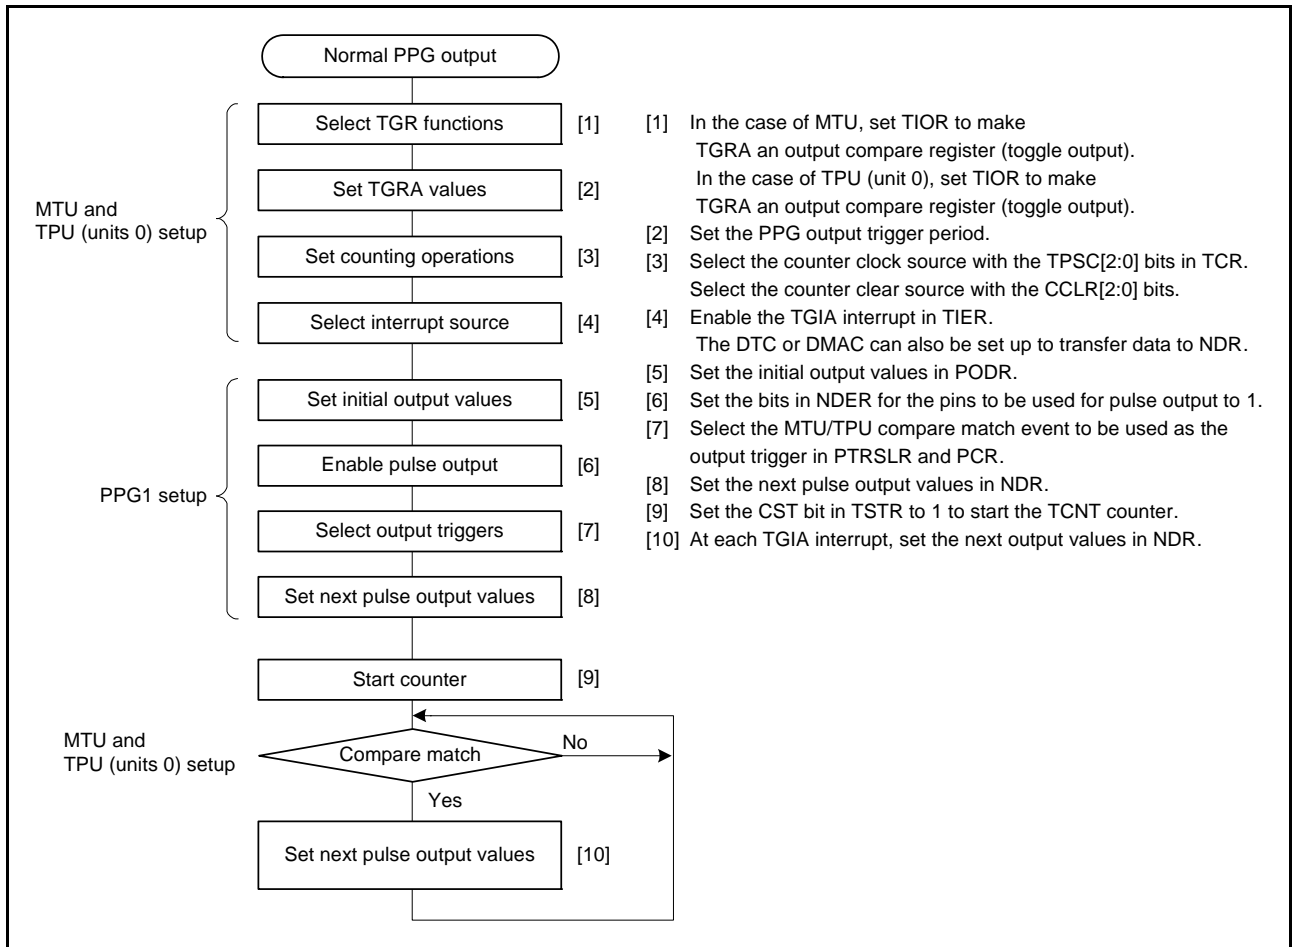 Normal PPG output
Select TGR functions [1]
Set TGRA values [2]
MTU and
TPU (units 0) setup
Set counting operations [3]
Select interrupt source [4]
Set initial output values [5]
Enable pulse output [6]
PPG1 setup
Select output triggers [7]
Set next pulse output values [8]
Start counter [9]
MTU and
TPU (units 0) setup
Compare match
No
Yes
Set next pulse output values [10]
[1] In the case of MTU, set TIOR to make
TGRA an output compare register (toggle output).
In the case of TPU (unit 0), set TIOR to make
TGRA an output compare register (toggle output).
[2] Set the PPG output trigger period.
[3] Select the counter clock source with the TPSC[2:0] bits in TCR.
Select the counter clear source with the CCLR[2:0] bits.
[4] Enable the TGIA interrupt in TIER.
The DTC or DMAC can also be set up to transfer data to NDR.
[5] Set the initial output values in PODR.
[6] Set the bits in NDER for the pins to be used for pulse output to 1.
[7] Select the MTU/TPU compare match event to be used as the
output trigger in PTRSLR and PCR.
[8] Set the next pulse output values in NDR.
[9] Set the CST bit in TSTR to 1 to start the TCNT counter.
[10] At each TGIA interrupt, set the next output values in NDR.